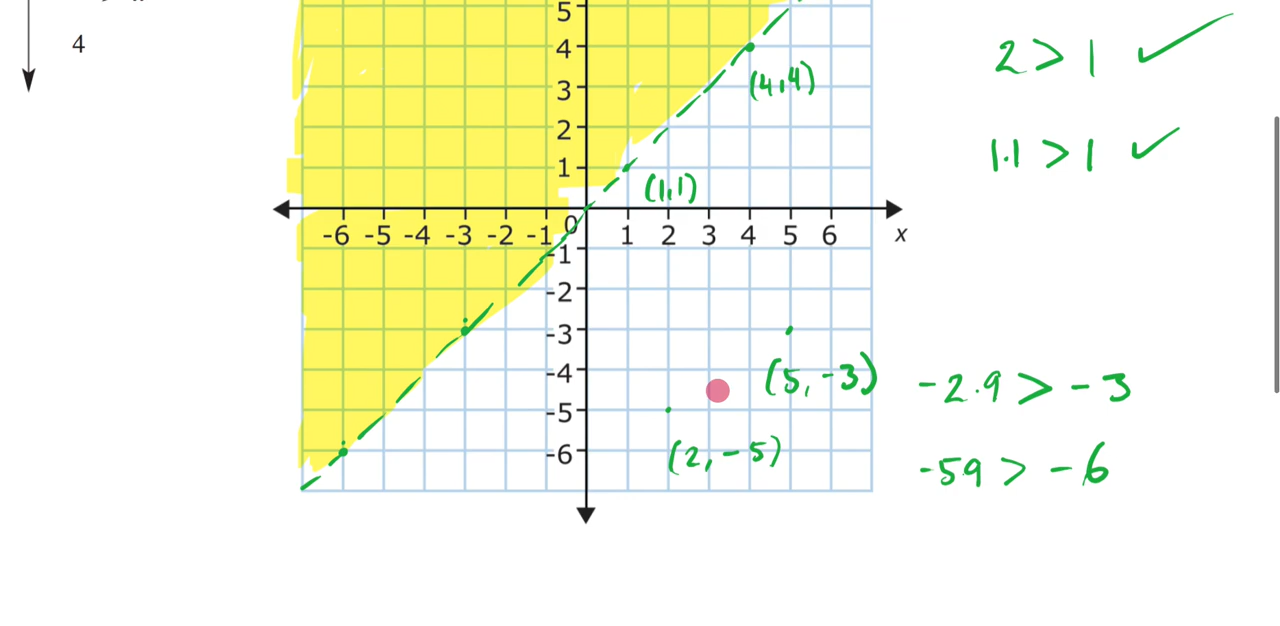 4
5
4
3
2
1
0
-6 -5 -4 -3 -2 -1
1 2 3 4 5 6
x
-1
-2
-3
-4
-5
-6
(4,4)
(1,1)
(5,-3)
(2,-5)
2 > 1 ✓
1.1 > 1 ✓
-2.9 > -3
-59 > -6